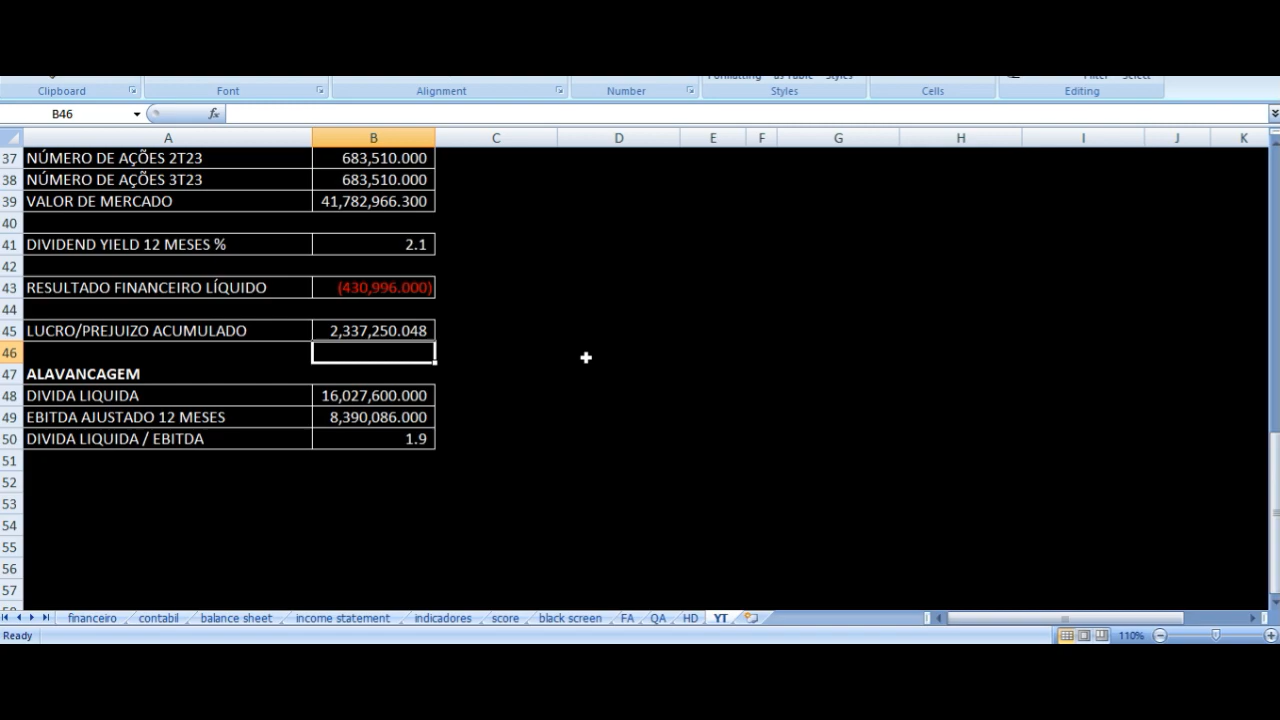 Clipboard Font Alignment Number Styles Cells Editing
B46 fx
A B C D E F G H I J K
37 NÚMERO DE AÇÕES 2T23 683,510.000
38 NÚMERO DE AÇÕES 3T23 683,510.000
39 VALOR DE MERCADO 41,782,966.300
40
41 DIVIDEND YIELD 12 MESES % 2.1
42
43 RESULTADO FINANCEIRO LÍQUIDO (430,996.000)
44
45 LUCRO/PREJUIZO ACUMULADO 2,337,250.048
46
47 ALAVANCAGEM
48 DIVIDA LIQUIDA 16,027,600.000
49 EBITDA AJUSTADO 12 MESES 8,390,086.000
50 DIVIDA LIQUIDA / EBITDA 1.9
51
52
53
54
55
56
57
financeiro contabil balance sheet income statement indicadores score black screen FA QA HD YT
Ready 110%